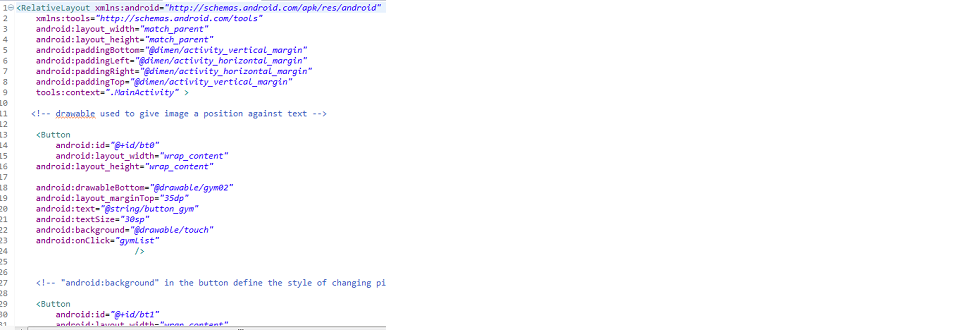 1 <RelativeLayout xmlns:android="http://schemas.android.com/apk/res/android"
2 xmlns:tools="http://schemas.android.com/tools"
3 android:layout_width="match_parent"
4 android:layout_height="match_parent"
5 android:paddingBottom="@dimen/activity_vertical_margin"
6 android:paddingLeft="@dimen/activity_horizontal_margin"
7 android:paddingRight="@dimen/activity_horizontal_margin"
8 android:paddingTop="@dimen/activity_vertical_margin"
9 tools:context=".MainActivity" >
10
11 <!-- drawable used to give image a position against text -->
12
13 <Button
14 android:id="@+id/bt0"
15 android:layout_width="wrap_content"
16 android:layout_height="wrap_content"
17
18 android:drawableBottom="@drawable/gym02"
19 android:layout_marginTop="35dp"
20 android:text="@string/button_gym"
21 android:textSize="30sp"
22 android:background="@drawable/touch"
23 android:onClick="gymList"
24 />
25
26
27 <!-- "android:background" in the button define the style of changing pi
28
29 <Button
30 android:id="@+id/bt1"
31 android:layout_width="wrap_content"